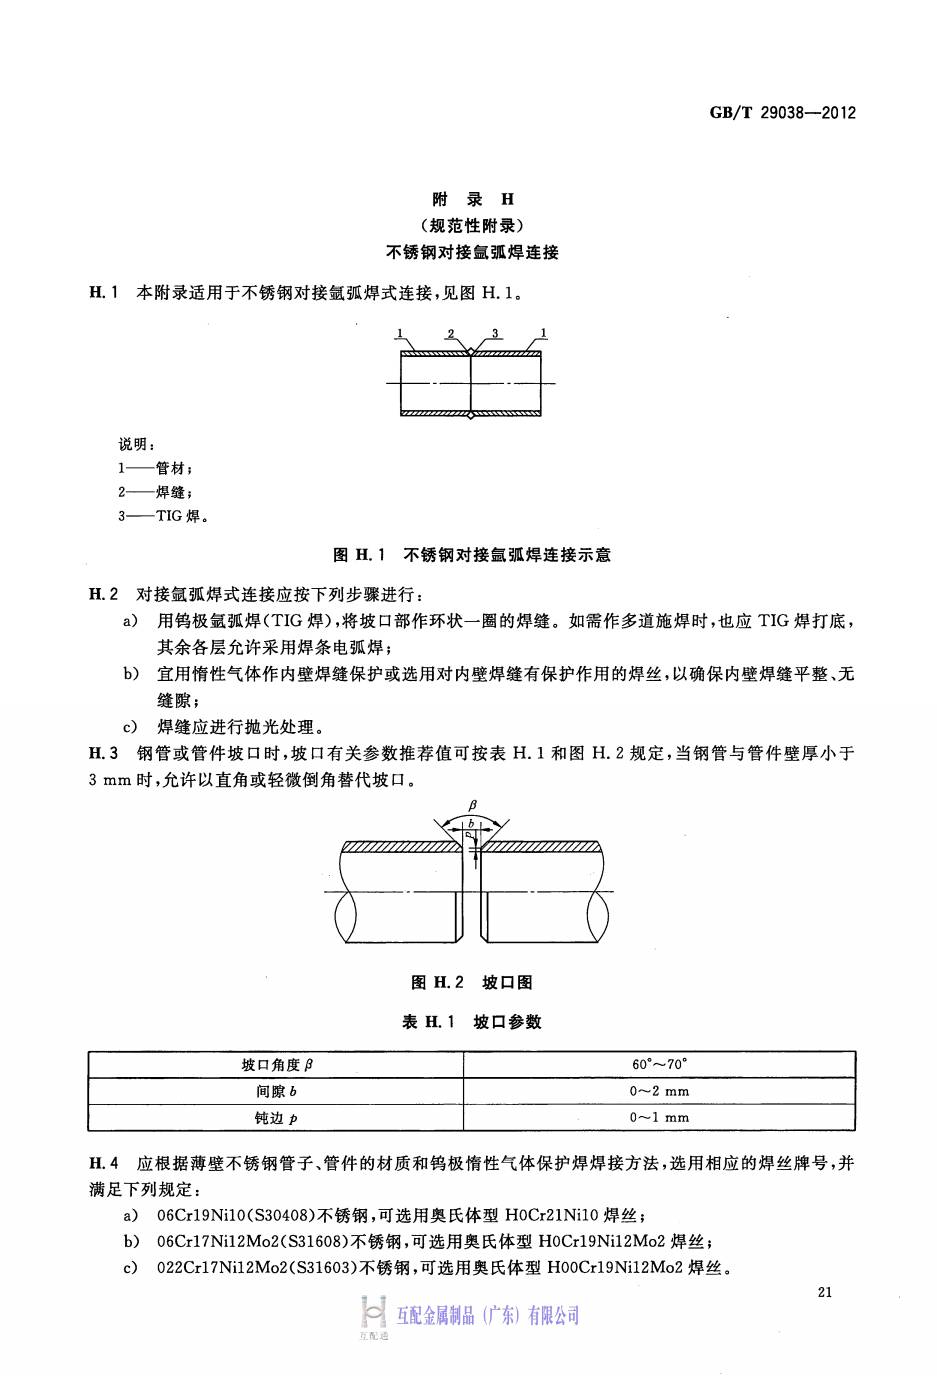 GB/T 29038—2012
附 录 H
(规范性附录)
不锈钢对接氩弧焊连接
H.1 本附录适用于不锈钢对接氩弧焊式连接,见图 H.1。
1 2 3 1
说明:
1——管材;
2——焊缝;
3——TIG 焊。
图 H.1 不锈钢对接氩弧焊连接示意
H.2 对接氩弧焊式连接应按下列步骤进行:
a) 用钨极氩弧焊(TIG 焊),将坡口部作环状一圈的焊缝。如需作多道施焊时,也应 TIG 焊打底,
其余各层允许采用焊条电弧焊;
b) 宜用惰性气体作内壁焊缝保护或选用对内壁焊缝有保护作用的焊丝,以确保内壁焊缝平整、无
缝隙;
c) 焊缝应进行抛光处理。
H.3 钢管或管件坡口时,坡口有关参数推荐值可按表 H.1 和图 H.2 规定,当钢管与管件壁厚小于
3 mm 时,允许以直角或轻微倒角替代坡口。
β
b
p
图 H.2 坡口图
表 H.1 坡口参数
坡口角度 β 60°~70°
间隙 b 0~2 mm
钝边 p 0~1 mm
H.4 应根据薄壁不锈钢管子、管件的材质和钨极惰性气体保护焊焊接方法,选用相应的焊丝牌号,并
满足下列规定:
a) 06Cr19Ni10(S30408)不锈钢,可选用奥氏体型 H0Cr21Ni10 焊丝;
b) 06Cr17Ni12Mo2(S31608)不锈钢,可选用奥氏体型 H0Cr19Ni12Mo2 焊丝;
c) 022Cr17Ni12Mo2(S31603)不锈钢,可选用奥氏体型 H00Cr19Ni12Mo2 焊丝。
21
互配金属制品(广东)有限公司
互配通